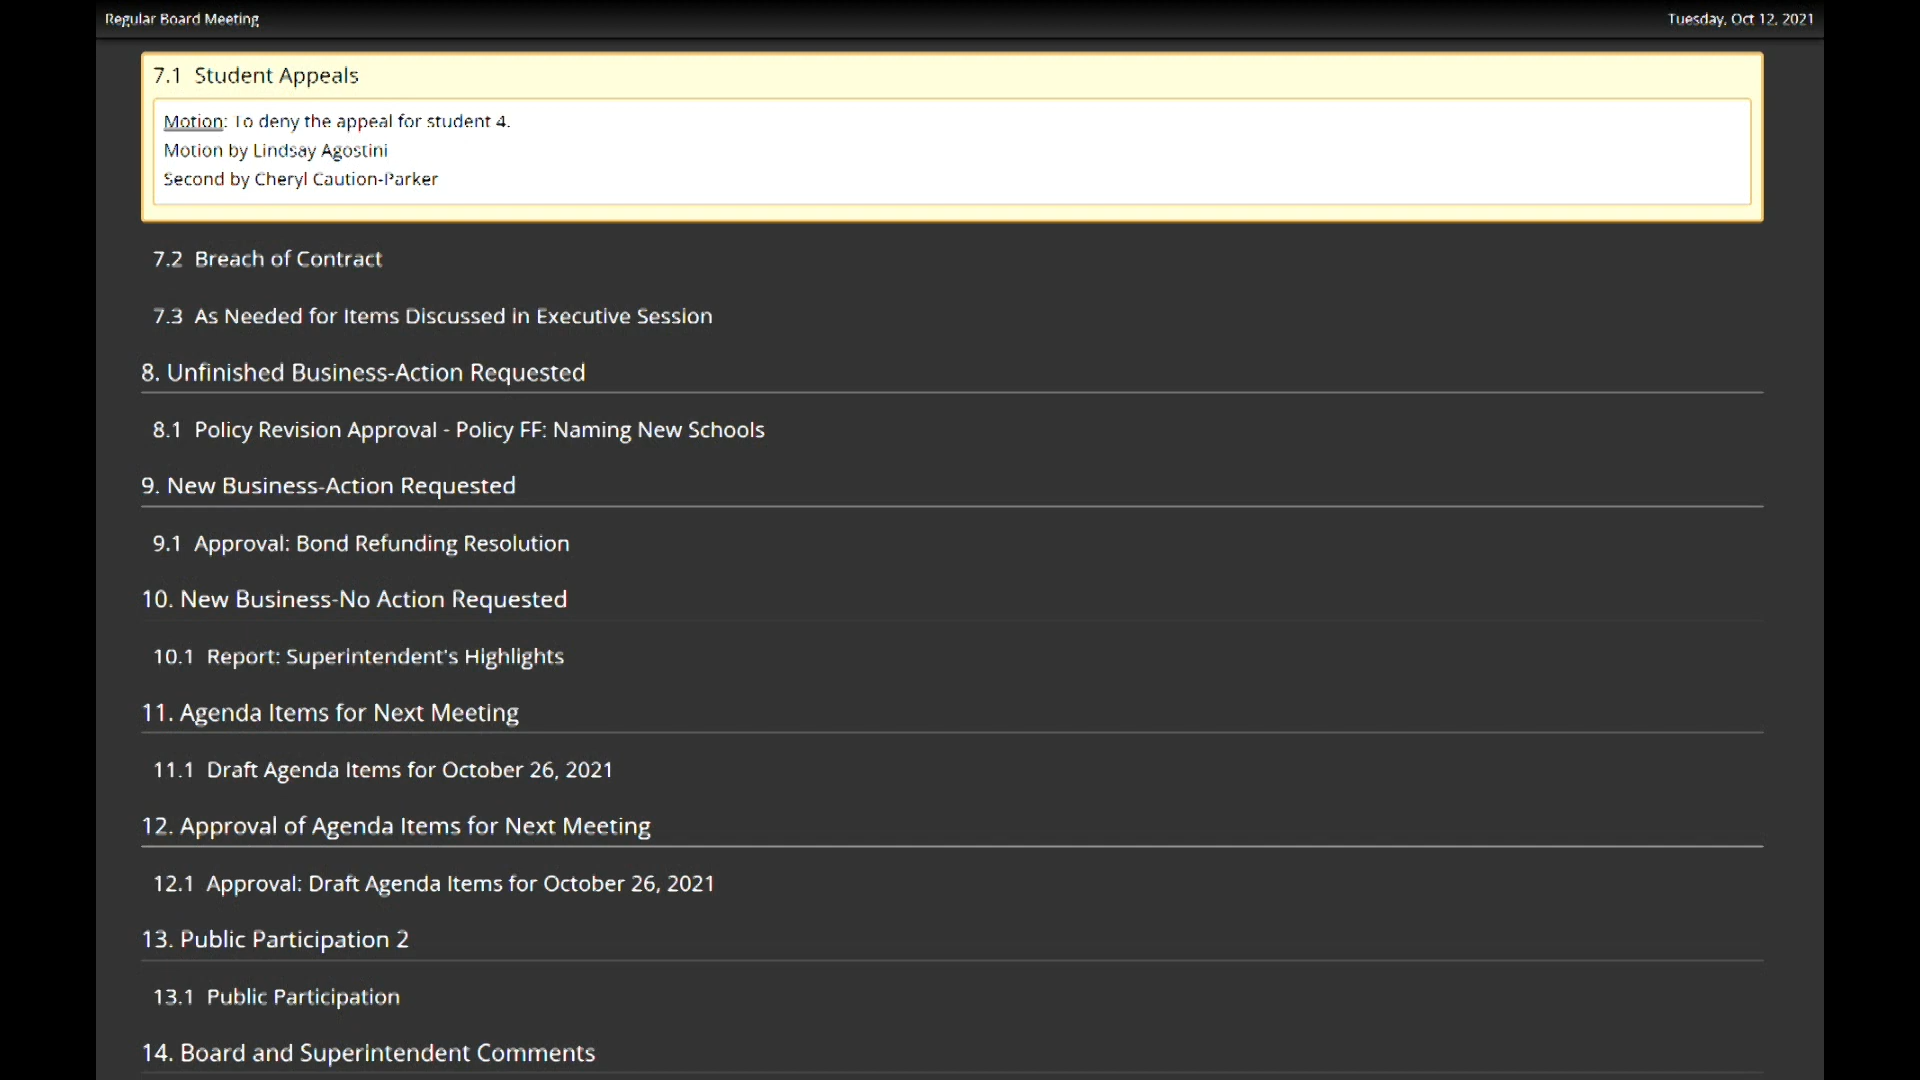 Regular Board Meeting
Tuesday, Oct 12, 2021
7.1 Student Appeals
Motion: To deny the appeal for student 4.
Motion by Lindsay Agostini
Second by Cheryl Caution-Parker
7.2 Breach of Contract
7.3 As Needed for Items Discussed in Executive Session
8. Unfinished Business-Action Requested
8.1 Policy Revision Approval - Policy FF: Naming New Schools
9. New Business-Action Requested
9.1 Approval: Bond Refunding Resolution
10. New Business-No Action Requested
10.1 Report: Superintendent's Highlights
11. Agenda Items for Next Meeting
11.1 Draft Agenda Items for October 26, 2021
12. Approval of Agenda Items for Next Meeting
12.1 Approval: Draft Agenda Items for October 26, 2021
13. Public Participation 2
13.1 Public Participation
14. Board and Superintendent Comments